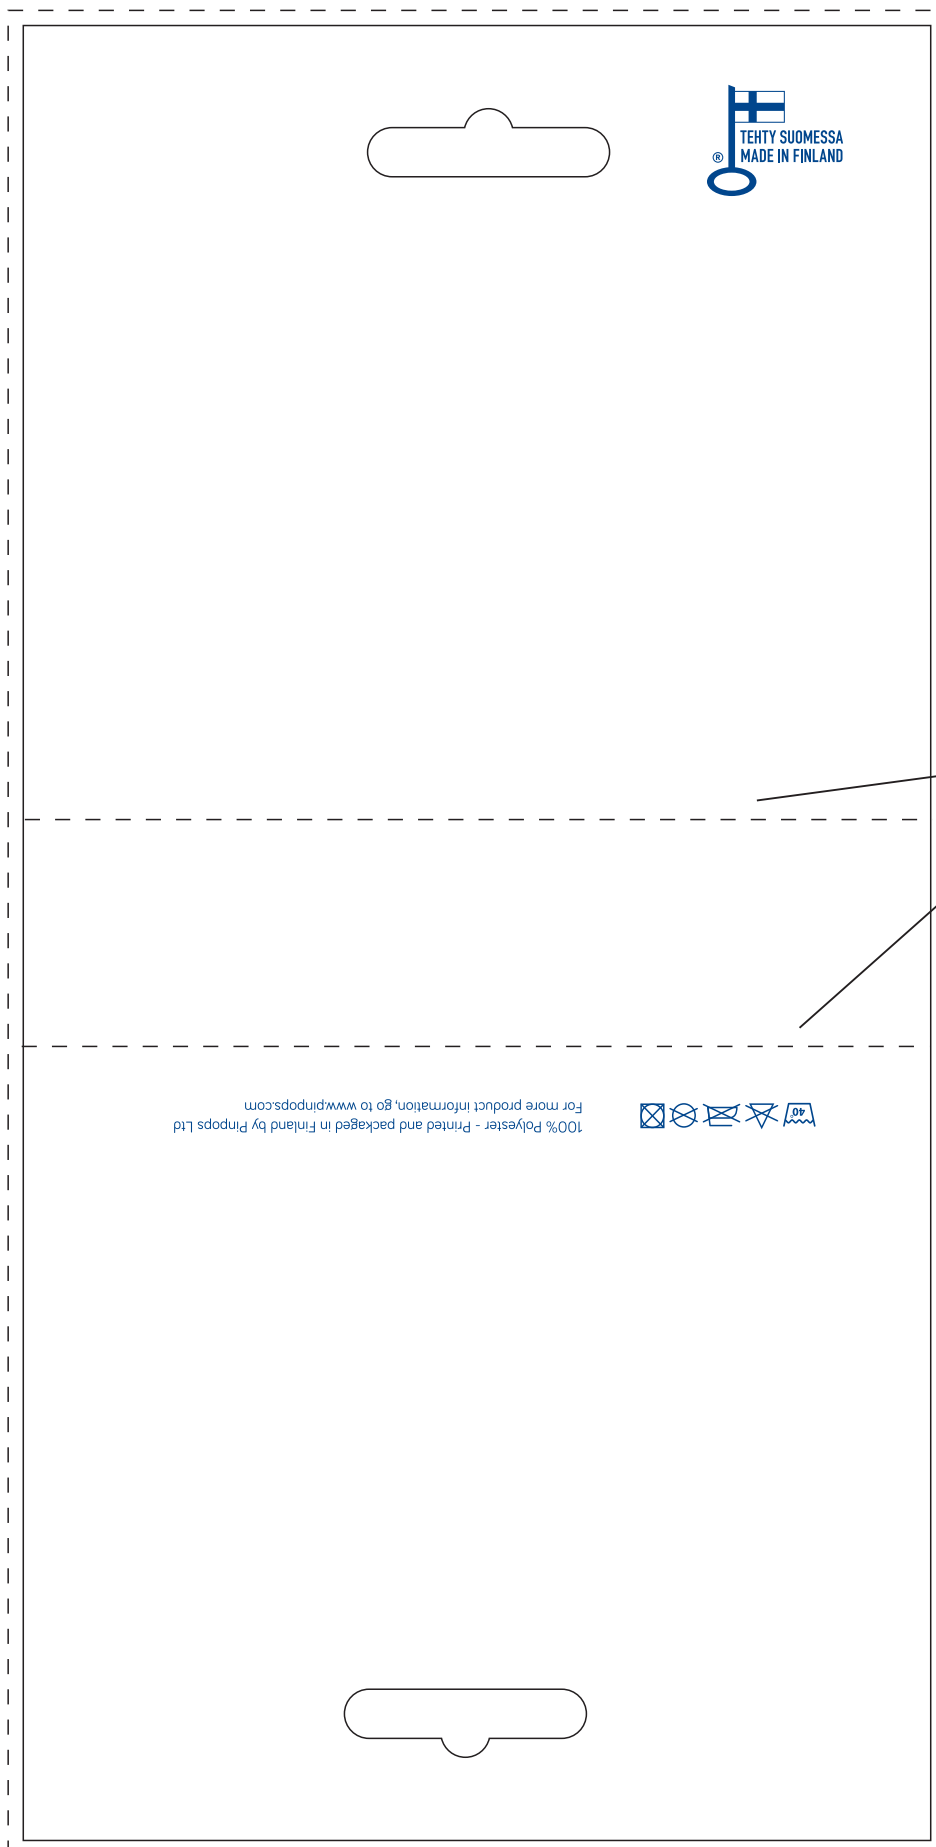 TEHTY SUOMESSA
® MADE IN FINLAND
100% Polyester - Printed and packaged in Finland by Pinpops Ltd
For more product information, go to www.pinpops.com
40°